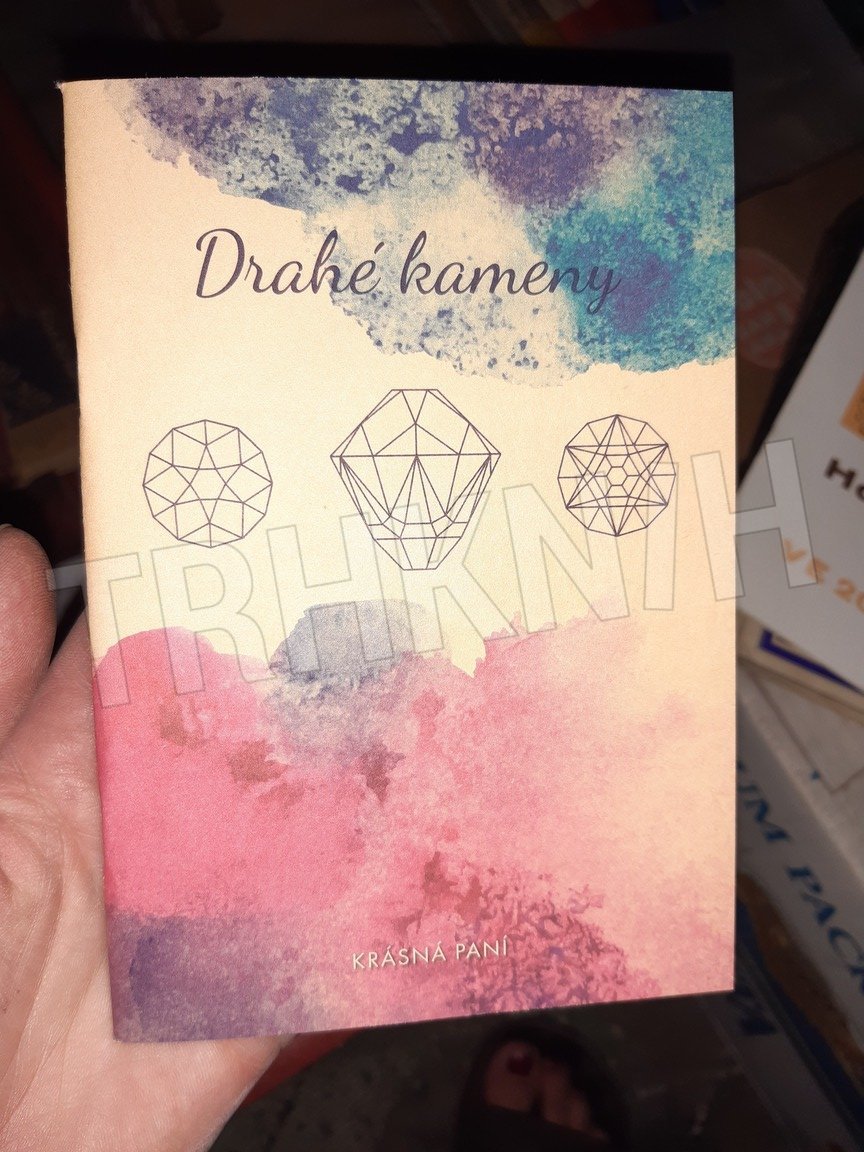 Drahé kameny
TRHKNIH
KRÁSNÁ PANÍ